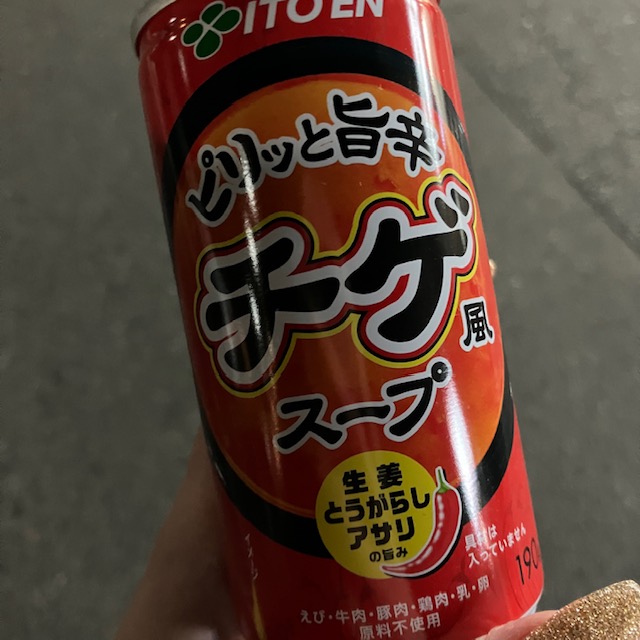 ITO EN
ピリッと旨辛
チゲ
風
スープ
生姜
とうがらし
アサリ
の旨み
具材は
入っていません
190
えび・牛肉・豚肉・鶏肉・乳・卵
原料不使用